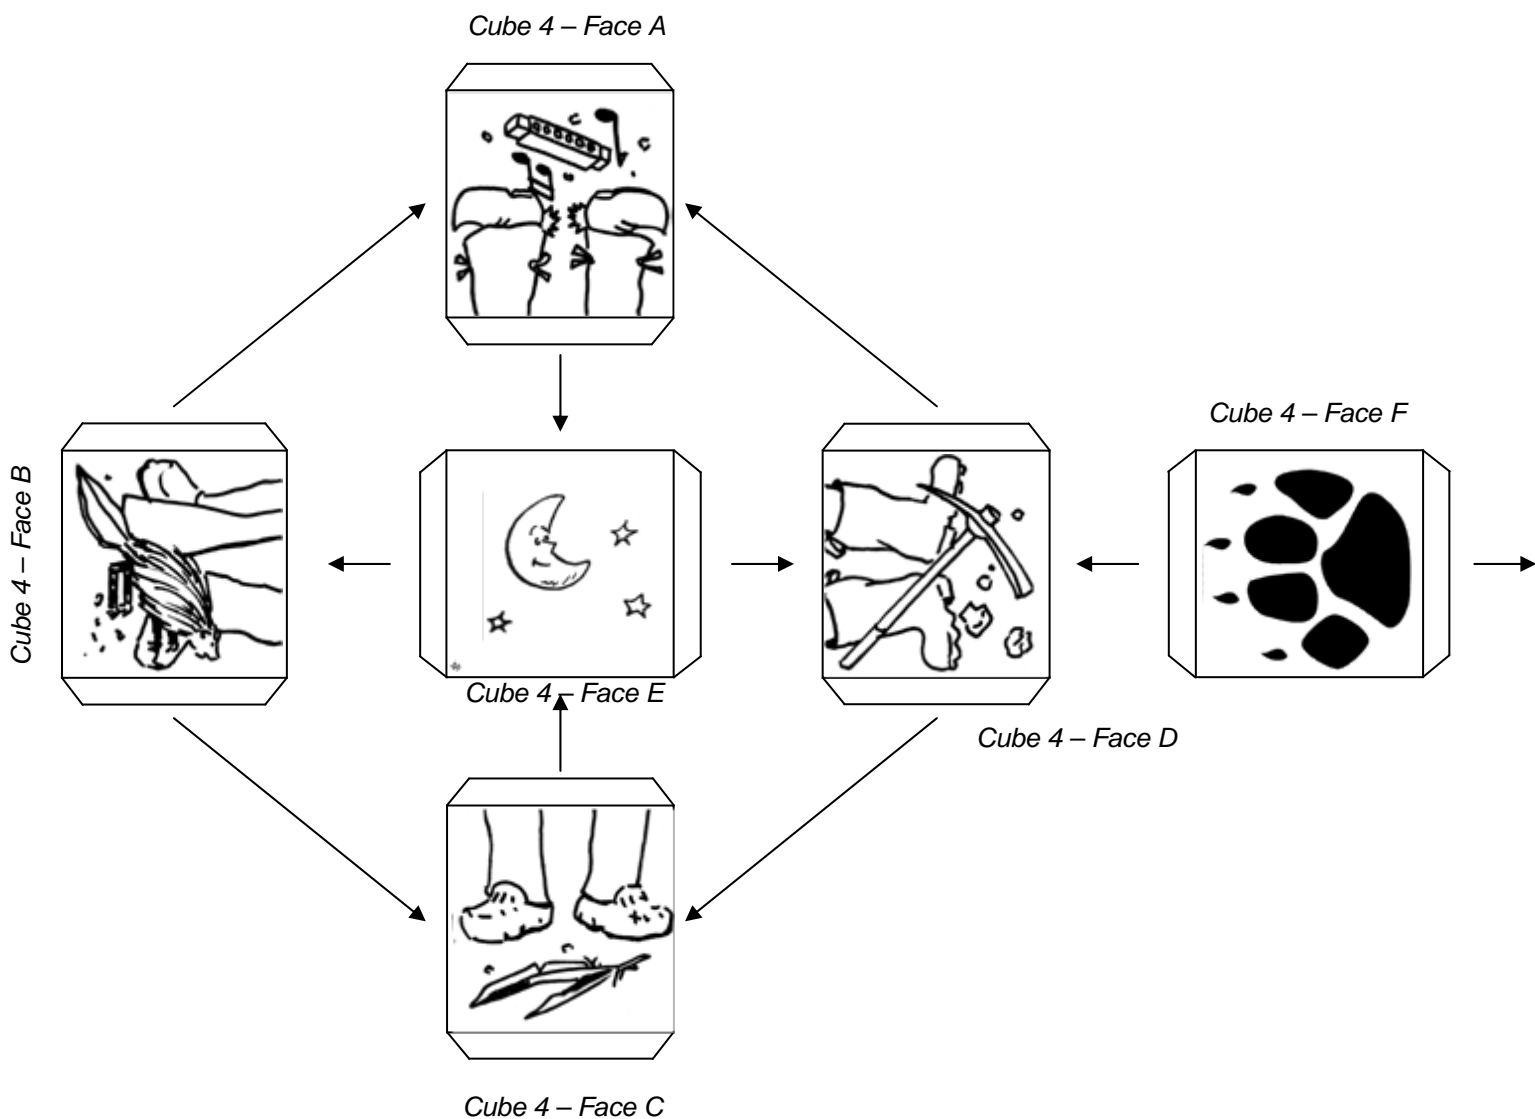 Cube 4 – Face A
Cube 4 – Face F
Cube 4 – Face B
Cube 4 – Face E
Cube 4 – Face D
Cube 4 – Face C